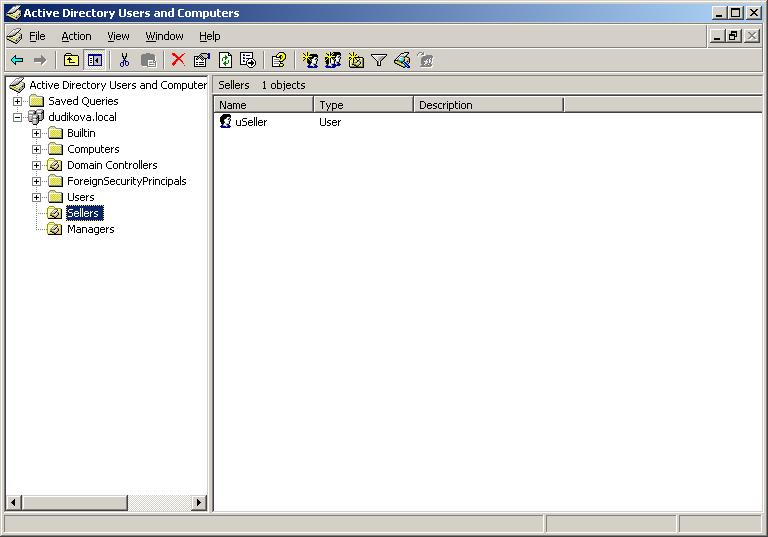 Active Directory Users and Computers
File Action View Window Help
Active Directory Users and Computer
Saved Queries
dudikova.local
Builtin
Computers
Domain Controllers
ForeignSecurityPrincipals
Users
Sellers
Managers
Sellers 1 objects
Name Type Description
uSeller User